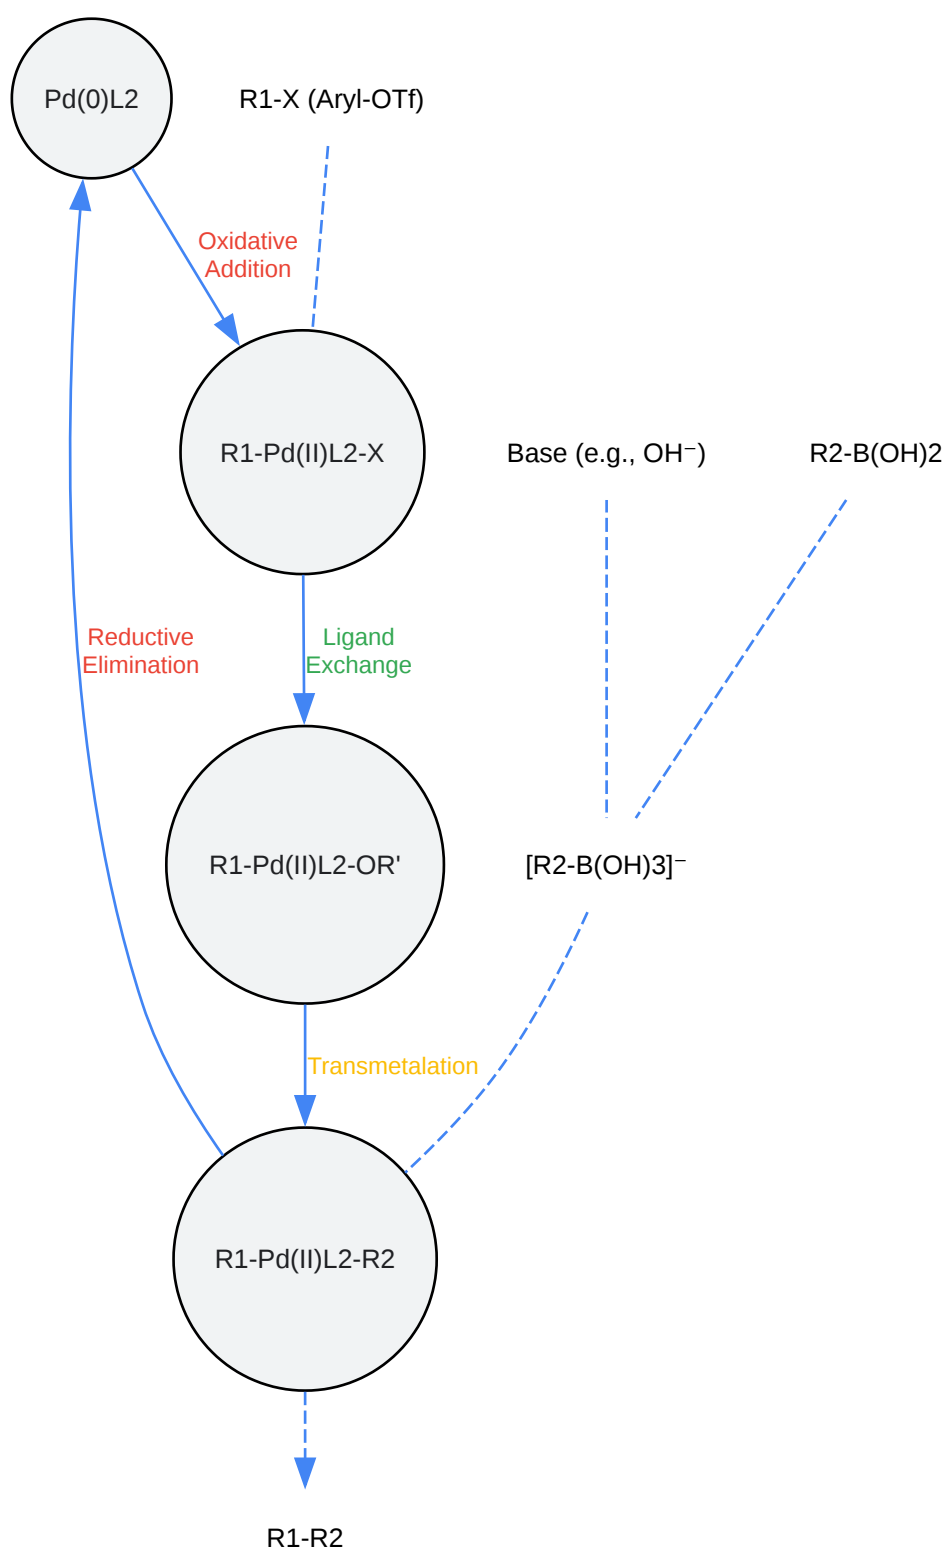 Pd(0)L2
R1-X (Aryl-OTf)
Oxidative
Addition
R1-Pd(II)L2-X
Base (e.g., OH⁻)
R2-B(OH)2
Reductive
Elimination
Ligand
Exchange
R1-Pd(II)L2-OR'
[R2-B(OH)3]⁻
Transmetalation
R1-Pd(II)L2-R2
R1-R2